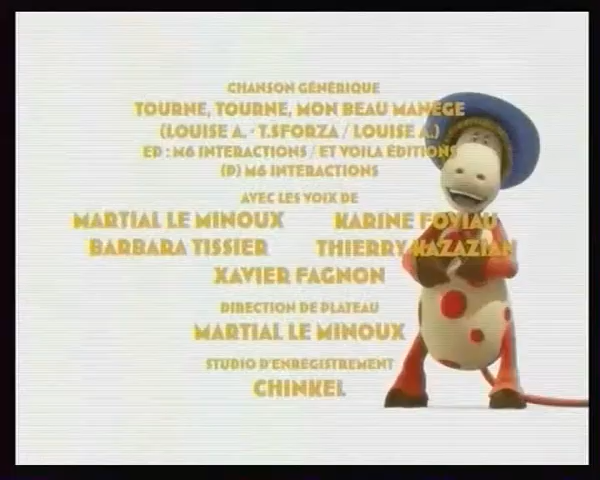 CHANSON GÉNÉRIQUE
TOURNE, TOURNE, MON BEAU MANÈGE
(LOUISE A. - T.SFORZA / LOUISE A.)
ED : M6 INTERACTIONS / ET VOILA ÉDITIONS
(P) M6 INTERACTIONS
AVEC LES VOIX DE
MARTIAL LE MINOUX KARINE FOVIAU
BARBARA TISSIER THIERRY KAZAZIAN
XAVIER FAGNON
DIRECTION DE PLATEAU
MARTIAL LE MINOUX
STUDIO D'ENREGISTREMENT
CHINKEL